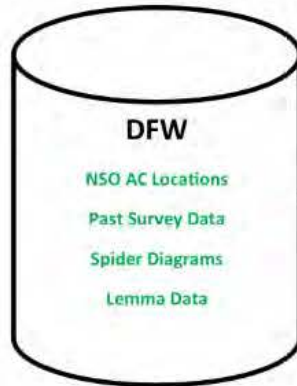 DFW
NSO AC Locations
Past Survey Data
Spider Diagrams
Lemma Data